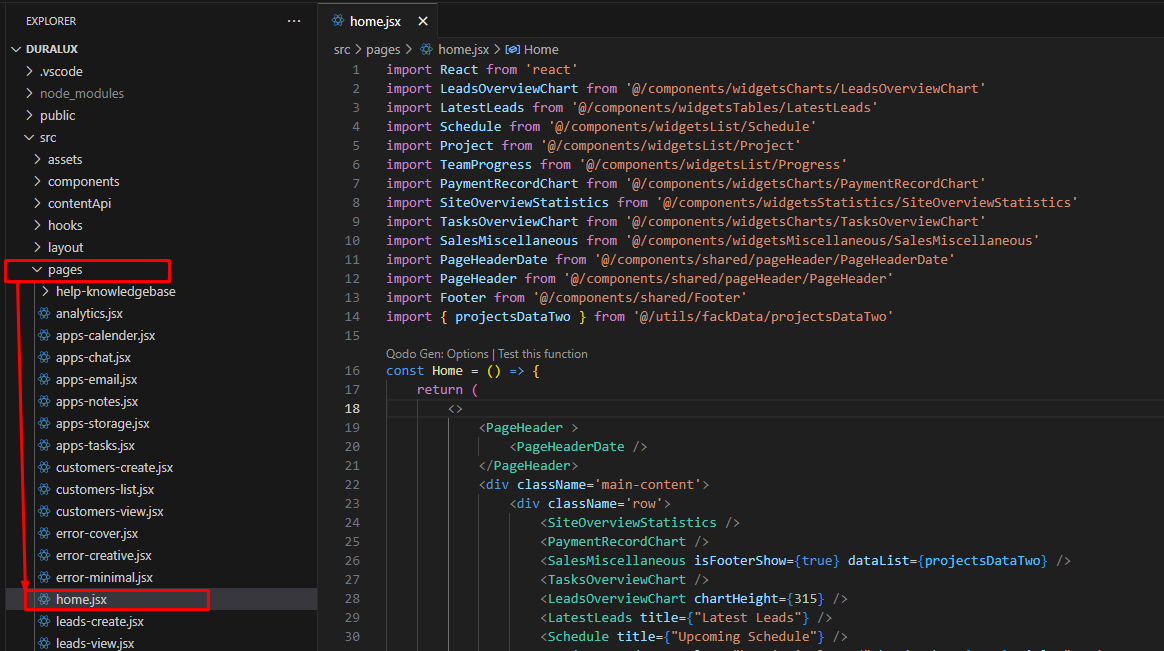 EXPLORER
DURALUX
.vscode
node_modules
public
src
assets
components
contentApi
hooks
layout
pages
help-knowledgebase
analytics.jsx
apps-calender.jsx
apps-chat.jsx
apps-email.jsx
apps-notes.jsx
apps-storage.jsx
apps-tasks.jsx
customers-create.jsx
customers-list.jsx
customers-view.jsx
error-cover.jsx
error-creative.jsx
error-minimal.jsx
home.jsx
leads-create.jsx
leads-view.jsx
home.jsx
src > pages > home.jsx > Home
1 import React from 'react'
2 import LeadsOverviewChart from '@/components/widgetsCharts/LeadsOverviewChart'
3 import LatestLeads from '@/components/widgetsTables/LatestLeads'
4 import Schedule from '@/components/widgetsList/Schedule'
5 import Project from '@/components/widgetsList/Project'
6 import TeamProgress from '@/components/widgetsList/Progress'
7 import PaymentRecordChart from '@/components/widgetsCharts/PaymentRecordChart'
8 import SiteOverviewStatistics from '@/components/widgetsStatistics/SiteOverviewStatistics'
9 import TasksOverviewChart from '@/components/widgetsCharts/TasksOverviewChart'
10 import SalesMiscellaneous from '@/components/widgetsMiscellaneous/SalesMiscellaneous'
11 import PageHeaderDate from '@/components/shared/pageHeader/PageHeaderDate'
12 import PageHeader from '@/components/shared/pageHeader/PageHeader'
13 import Footer from '@/components/shared/Footer'
14 import { projectsDataTwo } from '@/utils/fackData/projectsDataTwo'
15
Qodo Gen: Options | Test this function
16 const Home = () => {
17 return (
18 <>
19 <PageHeader >
20 <PageHeaderDate />
21 </PageHeader>
22 <div className='main-content'>
23 <div className='row'>
24 <SiteOverviewStatistics />
25 <PaymentRecordChart />
26 <SalesMiscellaneous isFooterShow={true} dataList={projectsDataTwo} />
27 <TasksOverviewChart />
28 <LeadsOverviewChart chartHeight={315} />
29 <LatestLeads title={"Latest Leads"} />
30 <Schedule title={"Upcoming Schedule"} />